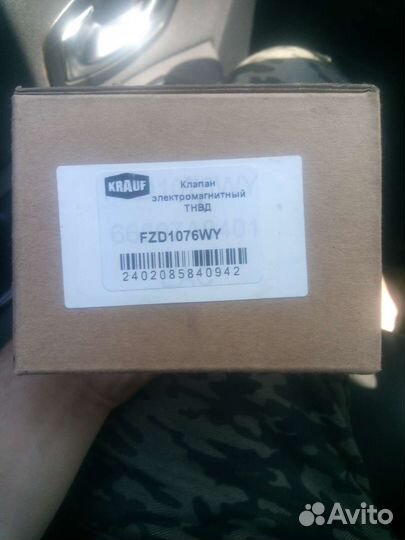 KRAUF
Клапан
электромагнитный
ТНВД
FZD1076WY
2402085840942
Avito